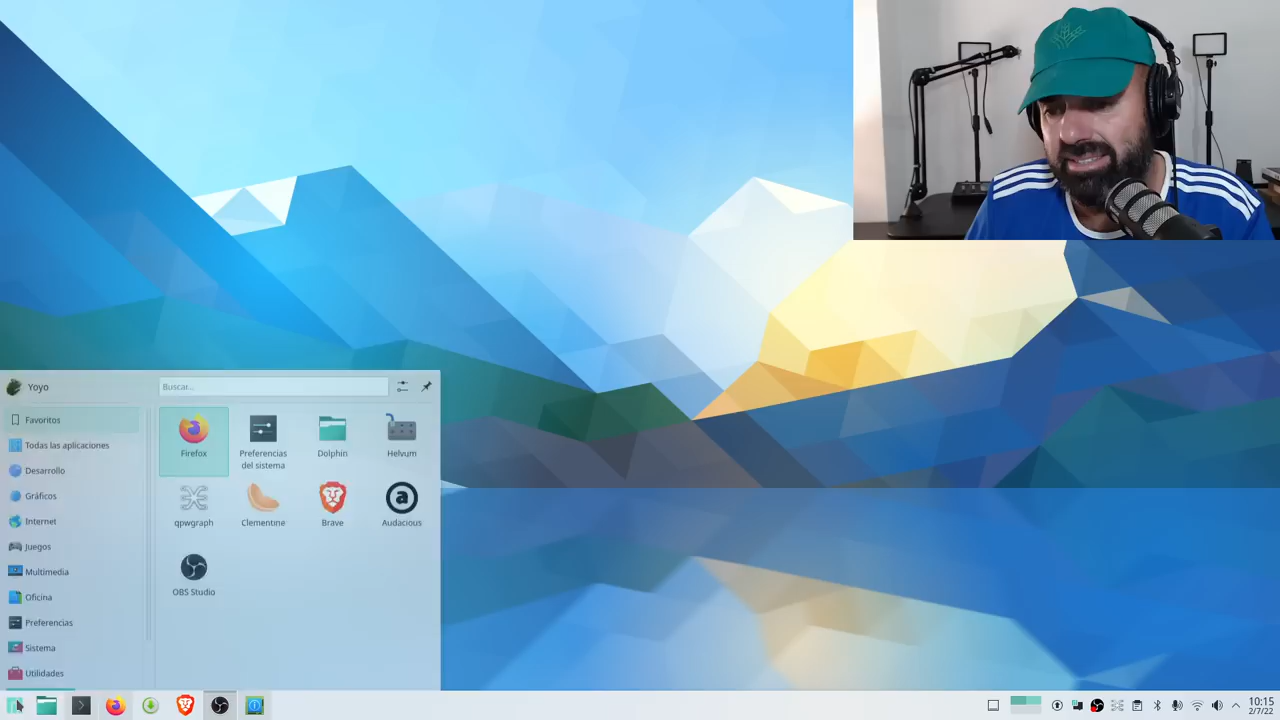 Yoyo
Buscar...
Favoritos
Todas las aplicaciones
Desarrollo
Gráficos
Internet
Juegos
Multimedia
Oficina
Preferencias
Sistema
Utilidades
Firefox
Preferencias
del sistema
Dolphin
Helvum
qpwgraph
Clementine
Brave
Audacious
OBS Studio
10:15
2/7/22